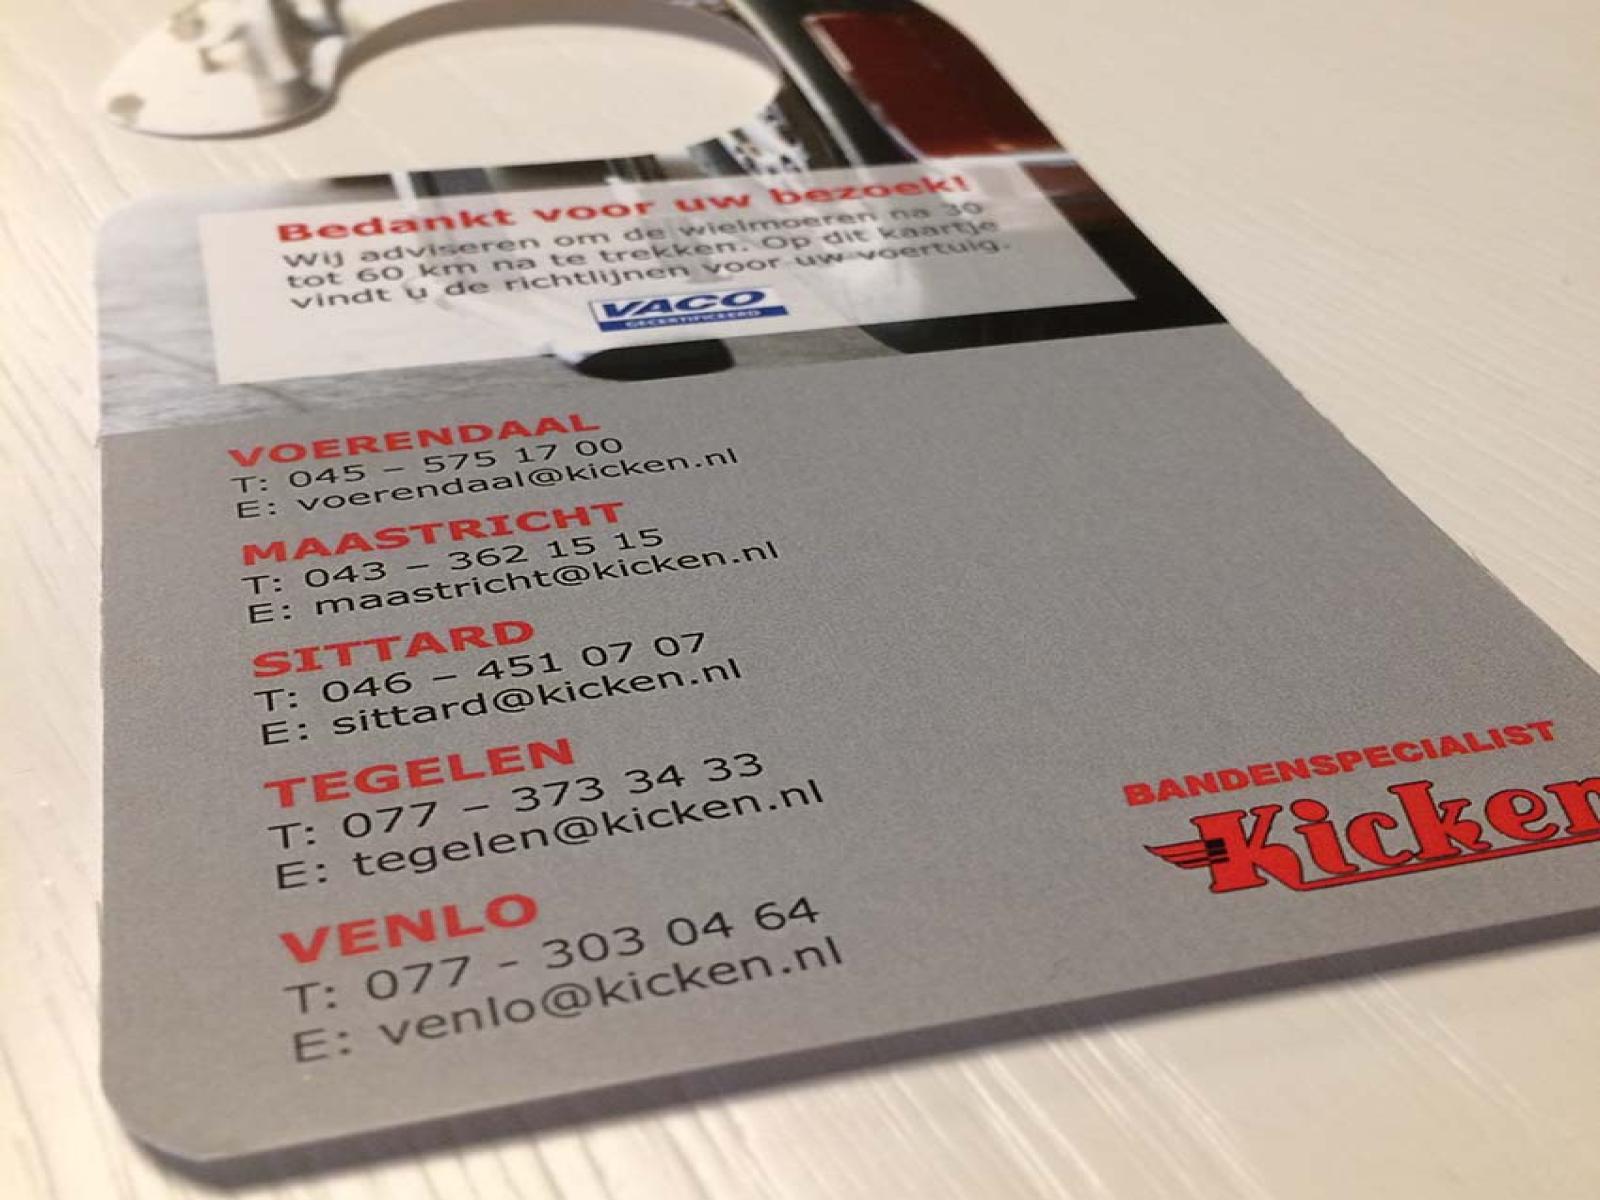 Bedankt voor uw bezoek!
Wij adviseren om de wielmoeren na 30
tot 60 km na te trekken. Op dit kaartje
vindt u de richtlijnen voor uw voertuig.
VACO
GECERTIFICEERD
VOERENDAAL
T: 045 – 575 17 00
E: voerendaal@kicken.nl
MAASTRICHT
T: 043 – 362 15 15
E: maastricht@kicken.nl
SITTARD
T: 046 – 451 07 07
E: sittard@kicken.nl
TEGELEN
T: 077 – 373 34 33
E: tegelen@kicken.nl
VENLO
T: 077 - 303 04 64
E: venlo@kicken.nl
BANDENSPECIALIST
Kicken